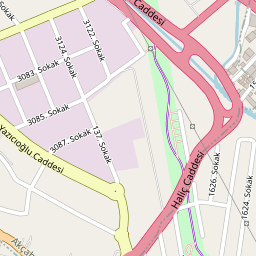 3122. Sokak
3124. Sokak
Caddesi
3083. Sokak
3085. Sokak
137. Sokak
3087. Sokak
Yazıcıoğlu Caddesi
Haliç Caddesi
1626. Sokak
1624. Sokak